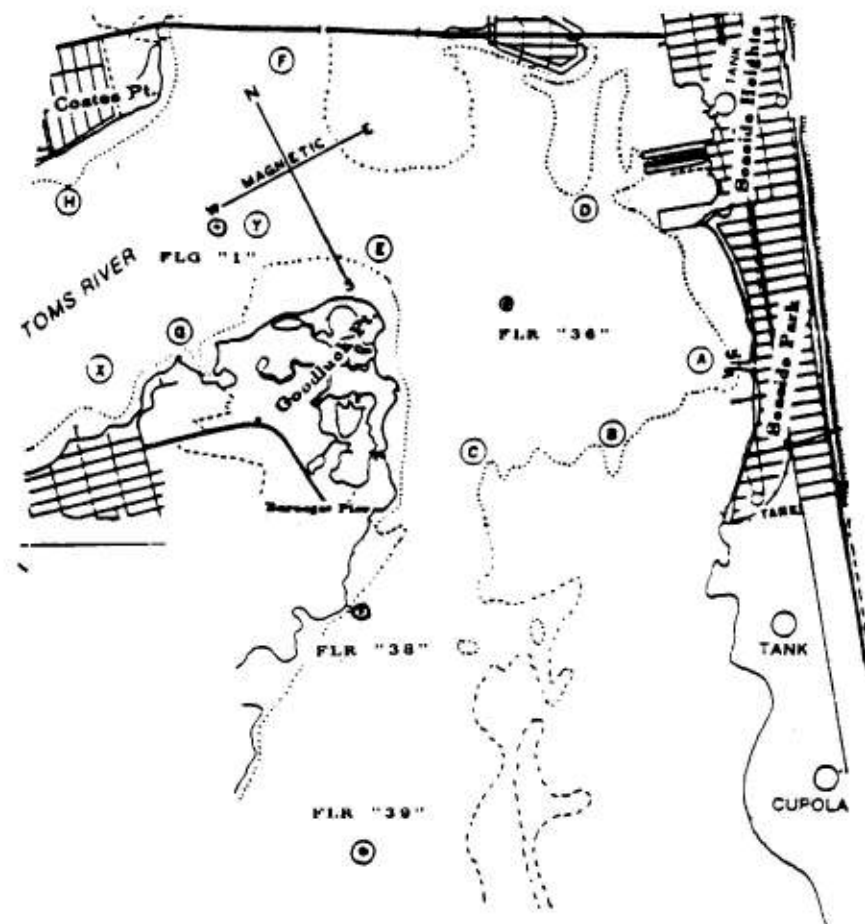 F
Coates Pt.
N
E
MAGNETIC
W
S
H
Y
FLG "1"
E
TOMS RIVER
G
X
Goodluck
TANK
Seaside Heights
D
FLR "36"
A
Seaside Park
B
C
Barnegat Pier
TANK
FLR "38"
TANK
FLR "39"
CUPOLA